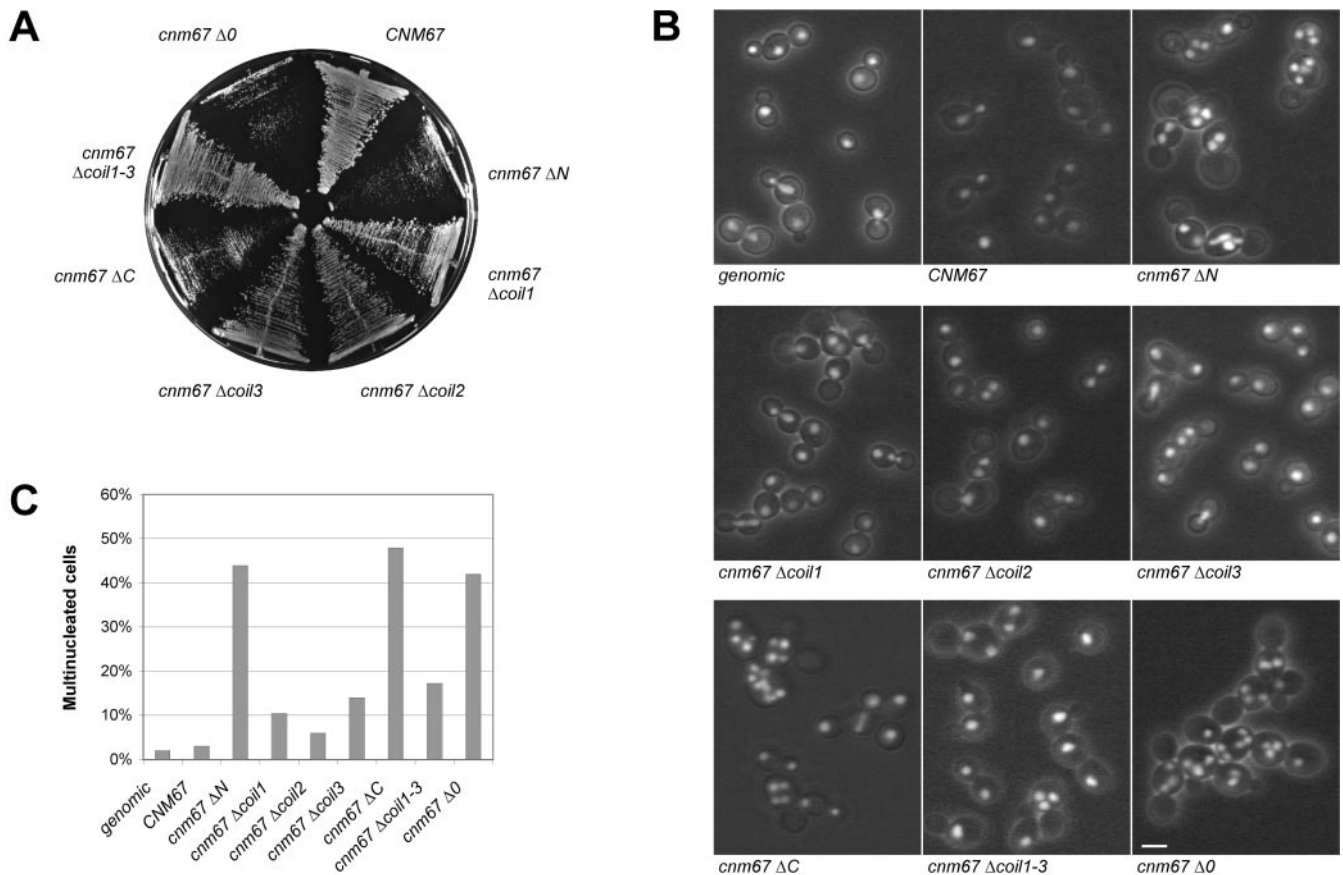 A
cnm67 Δ0
CNM67
cnm67
Δcoil1-3
cnm67 ΔN
cnm67 ΔC
cnm67
Δcoil1
cnm67 Δcoil3
cnm67 Δcoil2
B
genomic
CNM67
cnm67 ΔN
cnm67 Δcoil1
cnm67 Δcoil2
cnm67 Δcoil3
cnm67 ΔC
cnm67 Δcoil1-3
cnm67 Δ0
C
Multinucleated cells
60%
50%
40%
30%
20%
10%
0%
genomic
CNM67
cnm67 ΔN
cnm67 Δcoil1
cnm67 Δcoil2
cnm67 Δcoil3
cnm67 ΔC
cnm67 Δcoil1-3
cnm67 Δ0